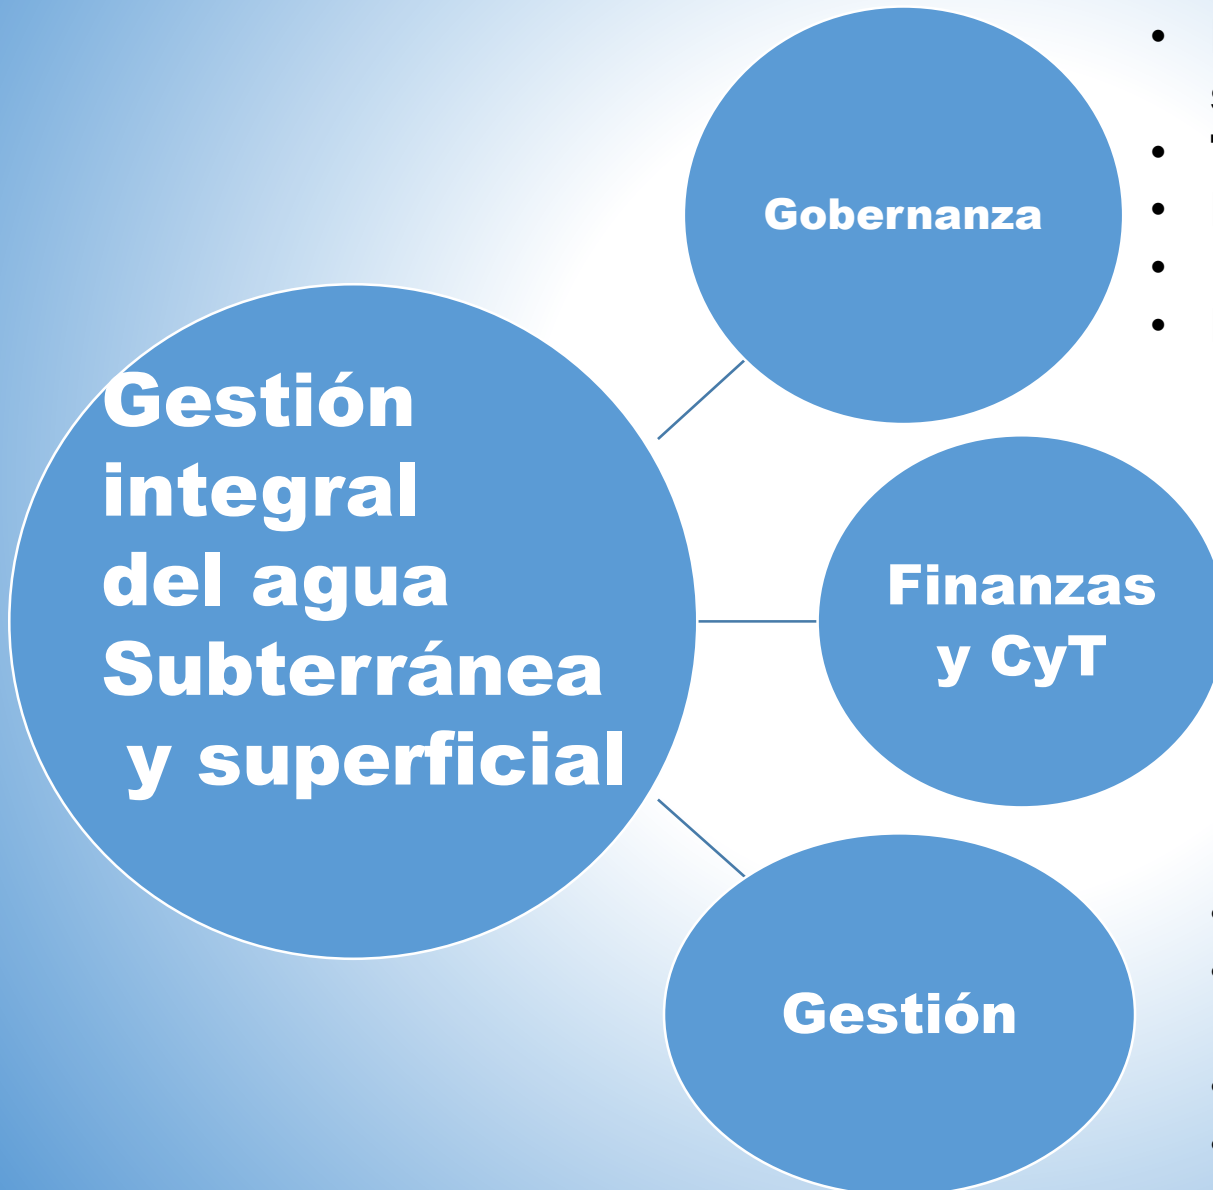 Gobernanza
Gestión
integral
del agua
Subterránea
y superficial
Finanzas
y CyT
Gestión